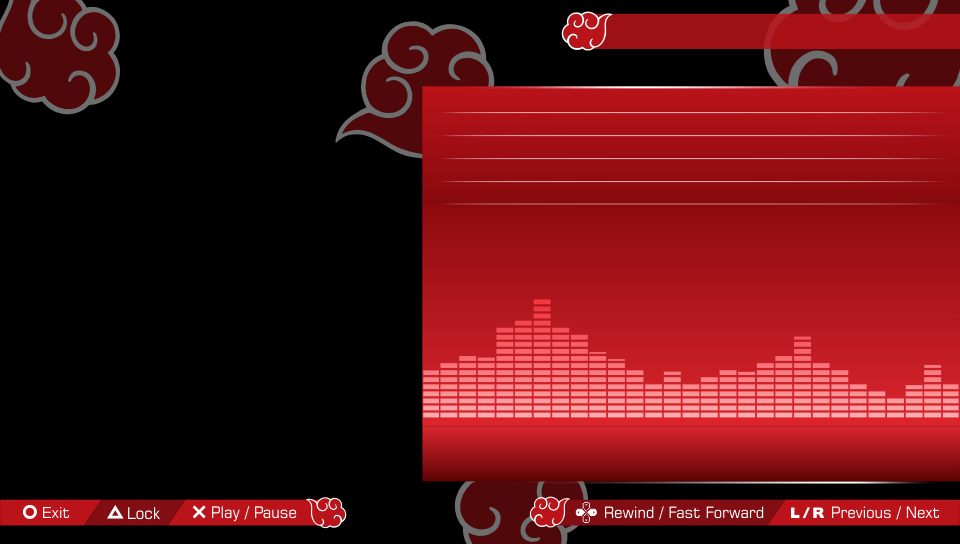 Exit
Lock
Play / Pause
Rewind / Fast Forward
L/R Previous / Next